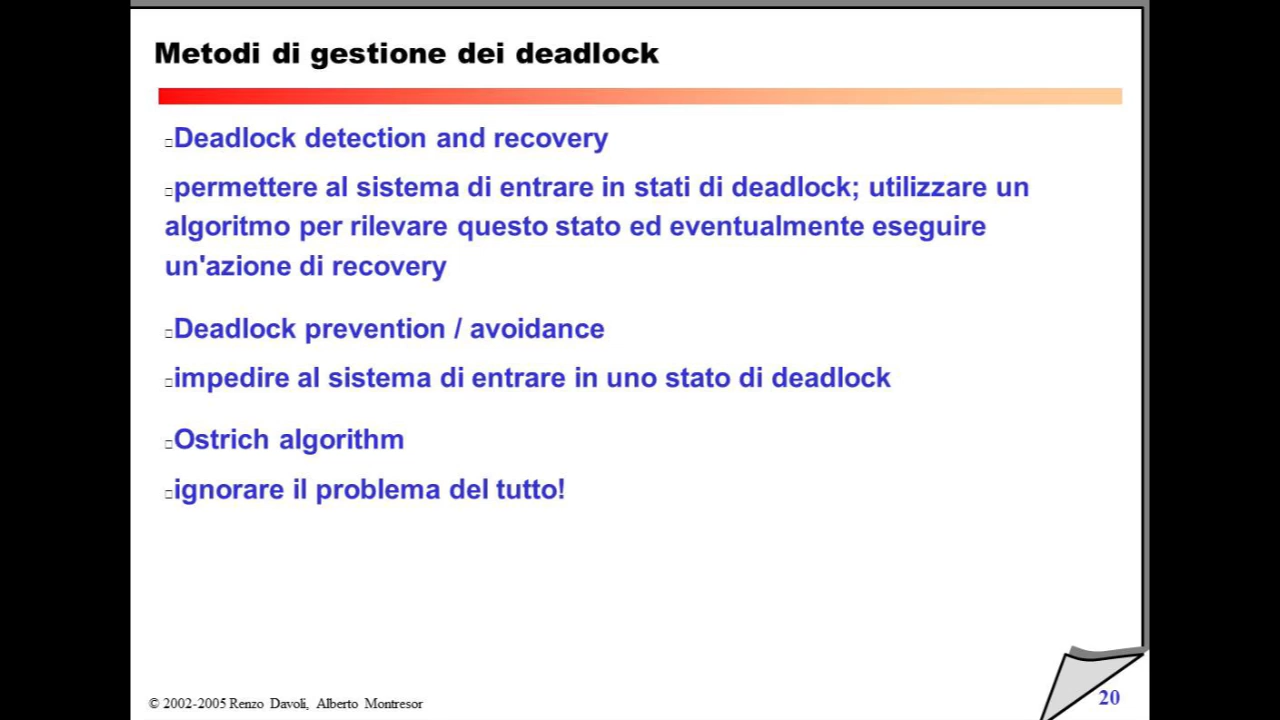 Metodi di gestione dei deadlock
Deadlock detection and recovery
permettere al sistema di entrare in stati di deadlock; utilizzare un
algoritmo per rilevare questo stato ed eventualmente eseguire
un'azione di recovery
Deadlock prevention / avoidance
impedire al sistema di entrare in uno stato di deadlock
Ostrich algorithm
ignorare il problema del tutto!
© 2002-2005 Renzo Davoli, Alberto Montresor
20